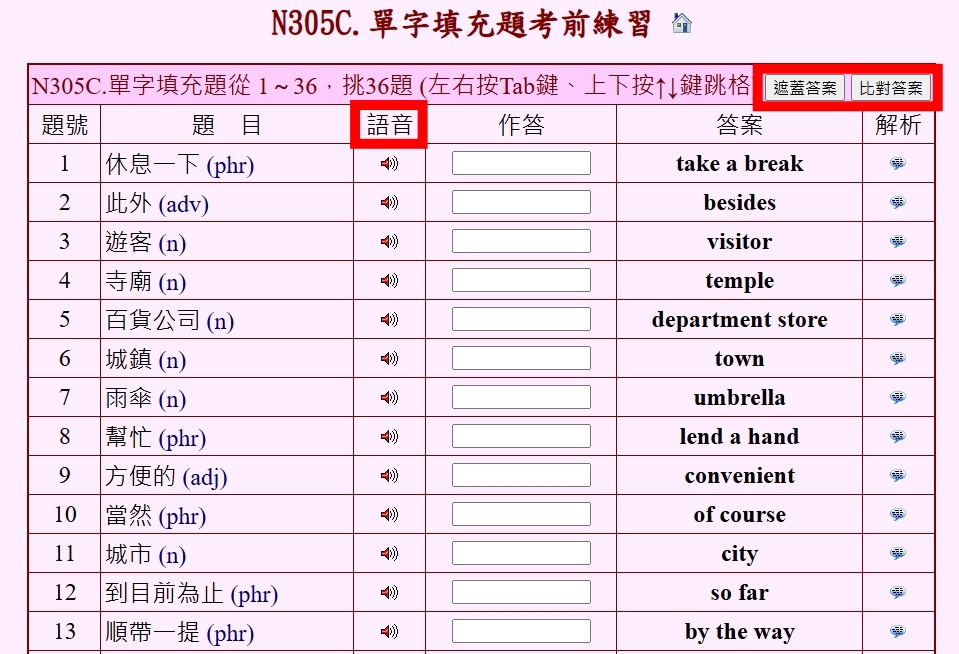 N305C.單字填充題考前練習
N305C.單字填充題從 1～36，挑36題 (左右按Tab鍵、上下按↑↓鍵跳格 遮蓋答案 比對答案
題號 題 目 語音 作答 答案 解析
1 休息一下 (phr) take a break
2 此外 (adv) besides
3 遊客 (n) visitor
4 寺廟 (n) temple
5 百貨公司 (n) department store
6 城鎮 (n) town
7 雨傘 (n) umbrella
8 幫忙 (phr) lend a hand
9 方便的 (adj) convenient
10 當然 (phr) of course
11 城市 (n) city
12 到目前為止 (phr) so far
13 順帶一提 (phr) by the way